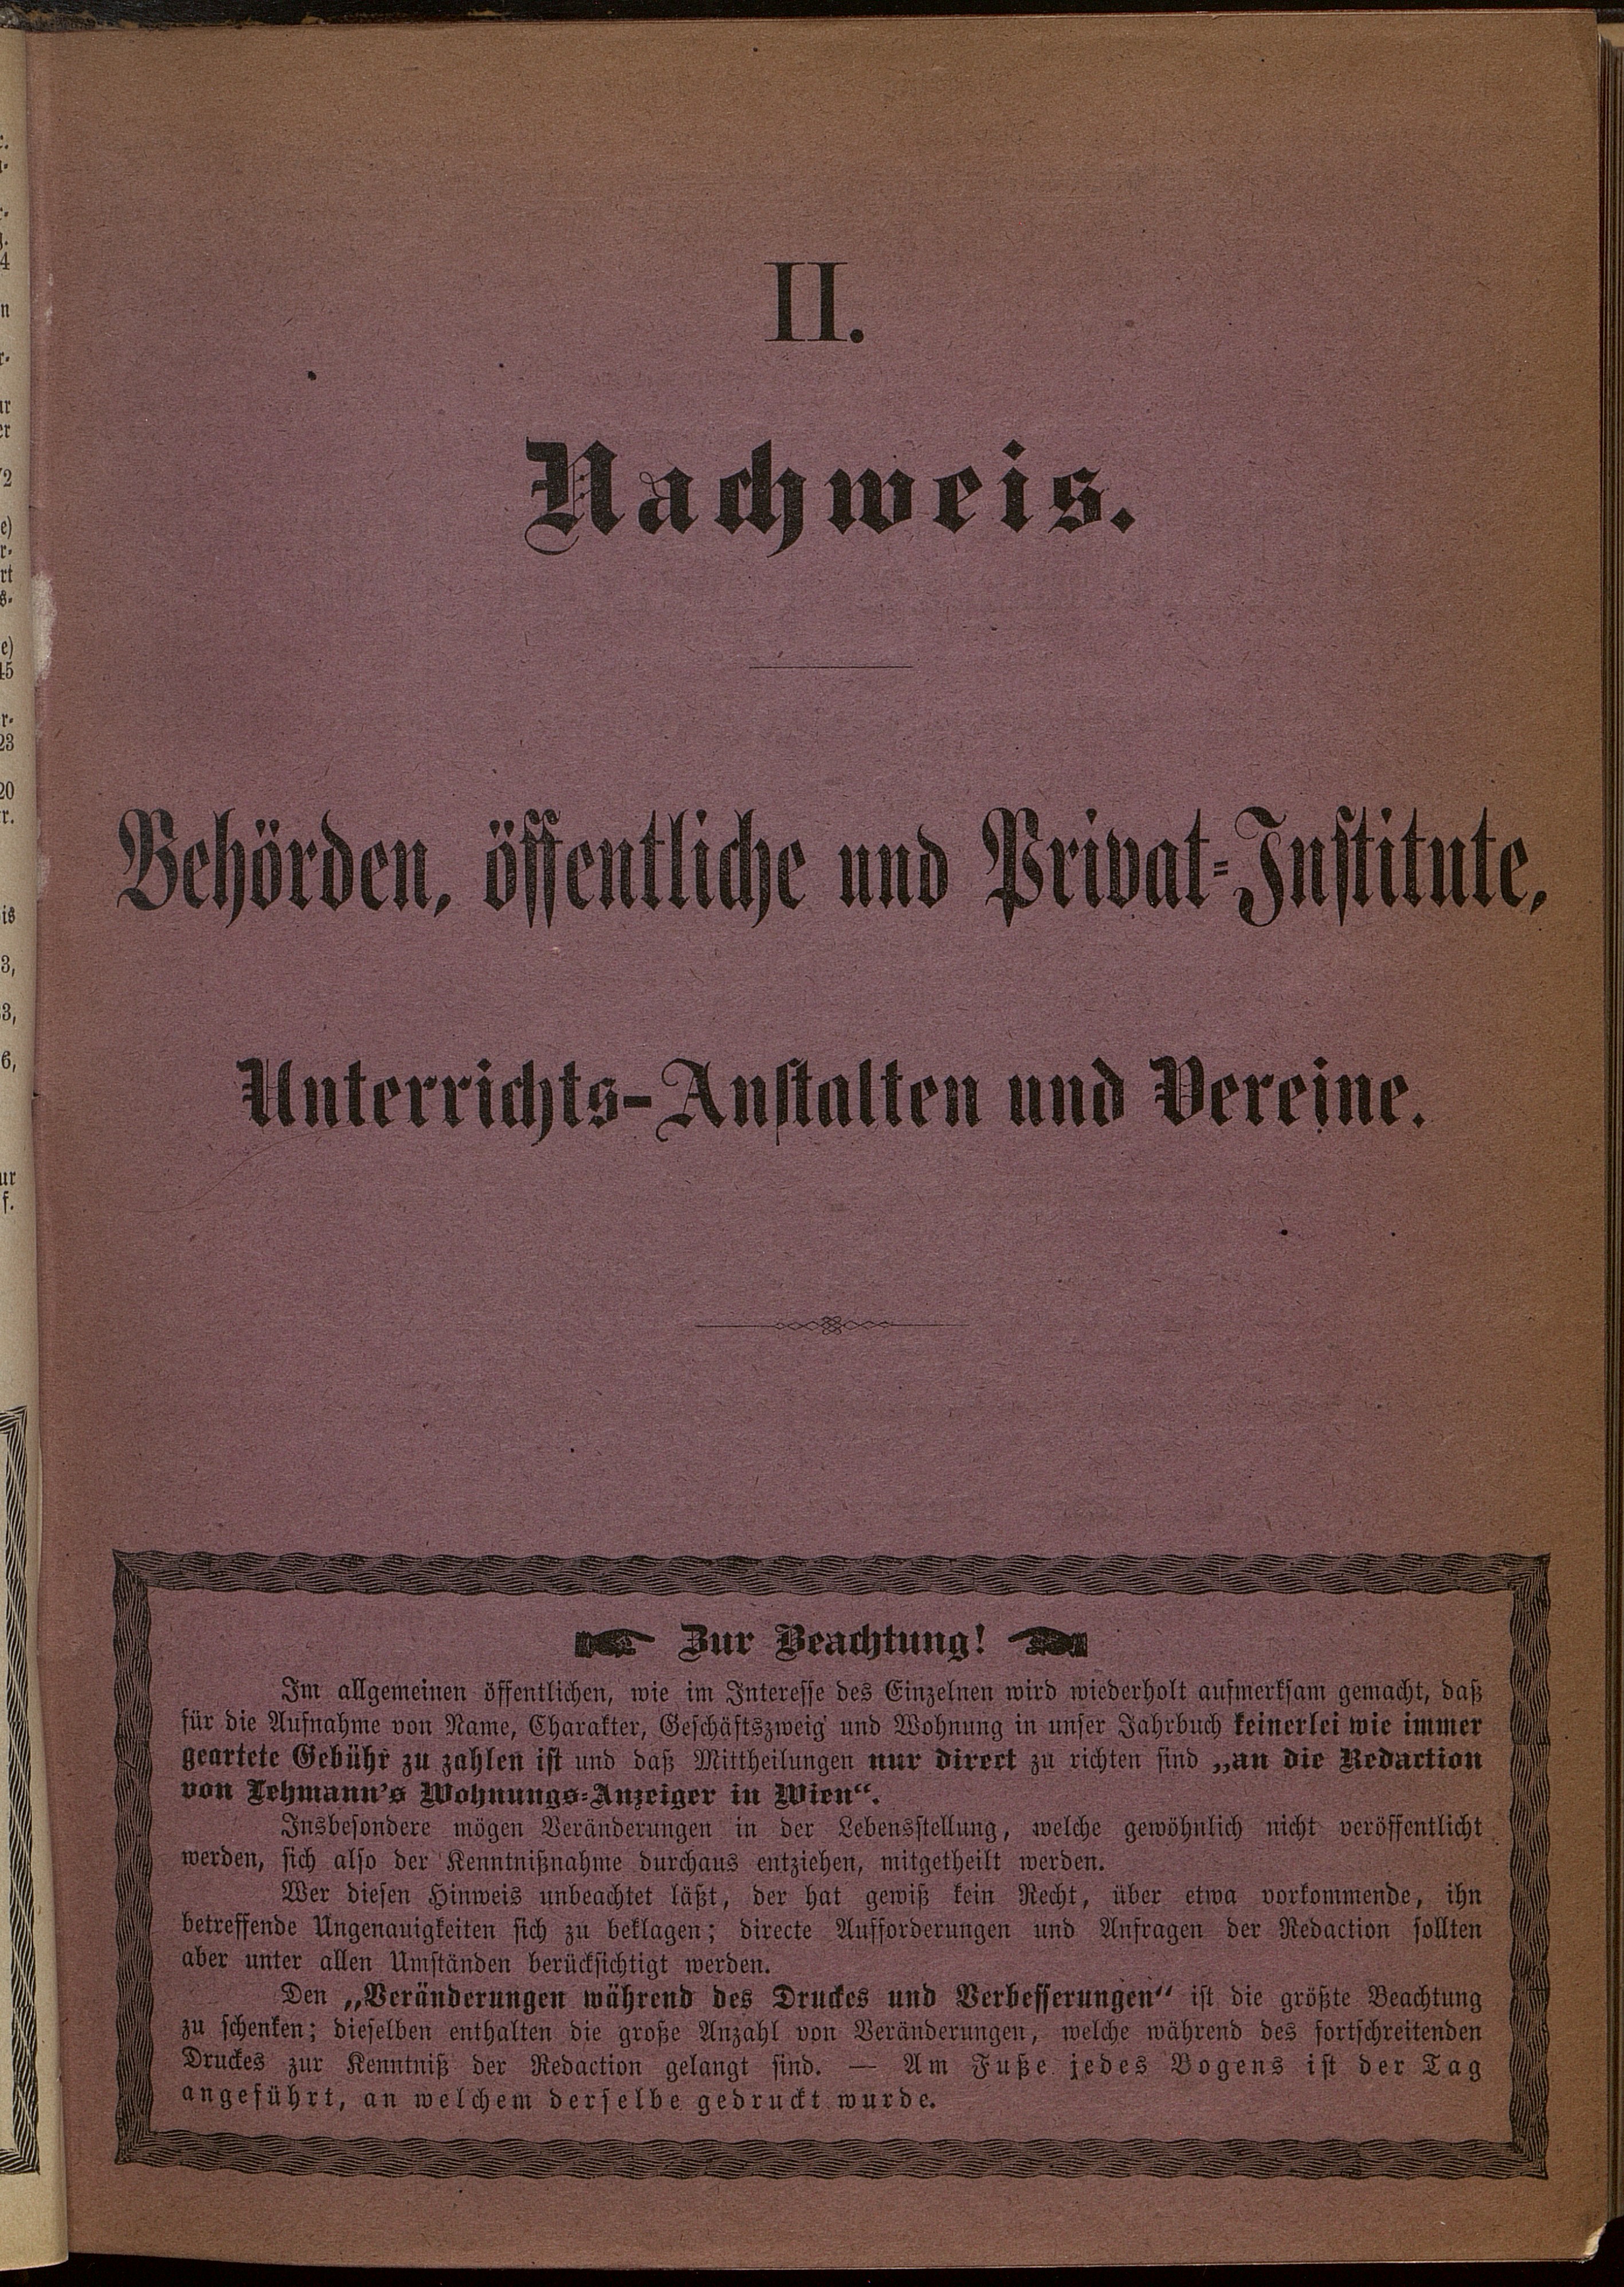 II.
Nachweis.
Behörden, öffentliche und Privat-Institute,
Unterrichts-Anstalten und Vereine.
Zur Beachtung!
Im allgemeinen öffentlichen, wie im Interesse des Einzelnen wird wiederholt aufmerksam gemacht, daß
für die Aufnahme von Name, Charakter, Geschäftszweig und Wohnung in unser Jahrbuch keinerlei wie immer
geartete Gebühr zu zahlen ist und daß Mittheilungen nur direct zu richten sind „an die Redaction
von Lehmann's Wohnungs-Anzeiger in Wien“.
Insbesondere mögen Veränderungen in der Lebensstellung, welche gewöhnlich nicht veröffentlicht
werden, sich also der Kenntnißnahme durchaus entziehen, mitgetheilt werden.
Wer diesen Hinweis unbeachtet läßt, der hat gewiß kein Recht, über etwa vorkommende, ihn
betreffende Ungenauigkeiten sich zu beklagen; directe Aufforderungen und Anfragen der Redaction sollten
aber unter allen Umständen berücksichtigt werden.
Den „Veränderungen während des Druckes und Verbesserungen“ ist die größte Beachtung
zu schenken; dieselben enthalten die große Anzahl von Veränderungen, welche während des fortschreitenden
Druckes zur Kenntniß der Redaction gelangt sind. — Am Fuße jedes Bogens ist der Tag
angeführt, an welchem derselbe gedruckt wurde.